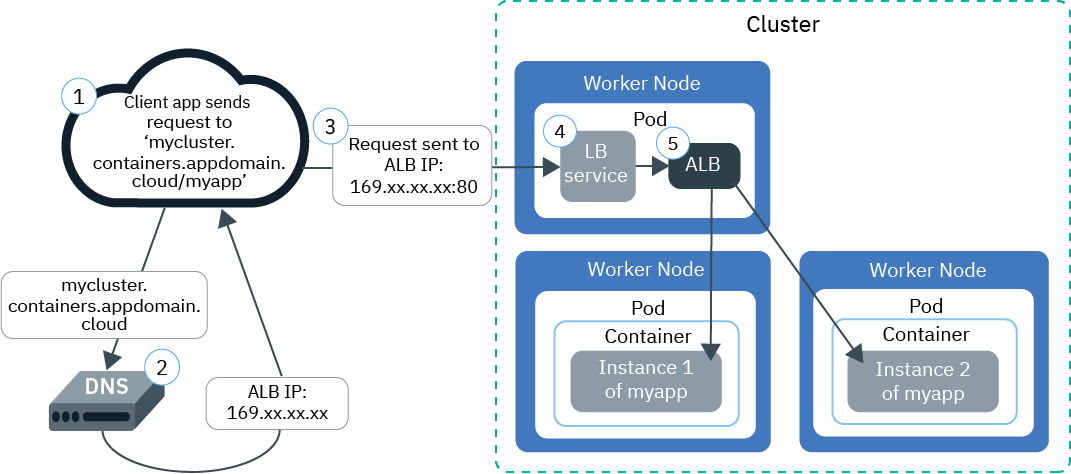 1
Client app sends
request to
‘mycluster.
containers.appdomain.
cloud/myapp’
mycluster.
containers.appdomain.
cloud
2
DNS
ALB IP:
169.xx.xx.xx
3
Request sent to
ALB IP:
169.xx.xx.xx:80
Cluster
Worker Node
Pod
4
LB
service
5
ALB
Worker Node
Pod
Container
Instance 1
of myapp
Worker Node
Pod
Container
Instance 2
of myapp